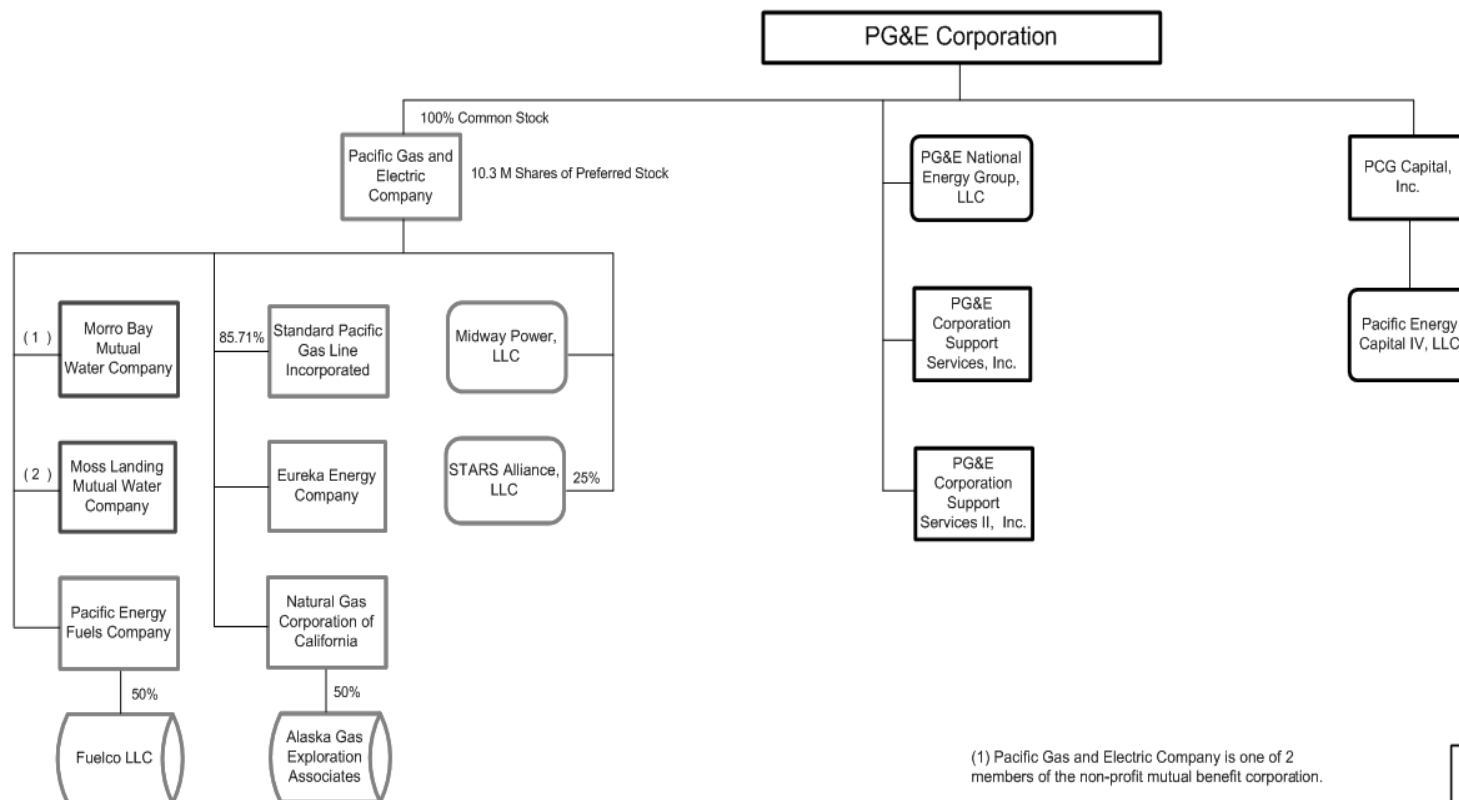 PG&E Corporation
100% Common Stock
Pacific Gas and
Electric
Company
10.3 M Shares of Preferred Stock
PG&E National
Energy Group,
LLC
PCG Capital,
Inc.
( 1 )
Morro Bay
Mutual
Water Company
85.71%
Standard Pacific
Gas Line
Incorporated
Midway Power,
LLC
PG&E
Corporation
Support
Services, Inc.
Pacific Energy
Capital IV, LLC
( 2 )
Moss Landing
Mutual Water
Company
Eureka Energy
Company
STARS Alliance,
LLC
25%
PG&E
Corporation
Support
Services II, Inc.
Pacific Energy
Fuels Company
Natural Gas
Corporation of
California
50%
50%
Fuelco LLC
Alaska Gas
Exploration
Associates
(1) Pacific Gas and Electric Company is one of 2
members of the non-profit mutual benefit corporation.